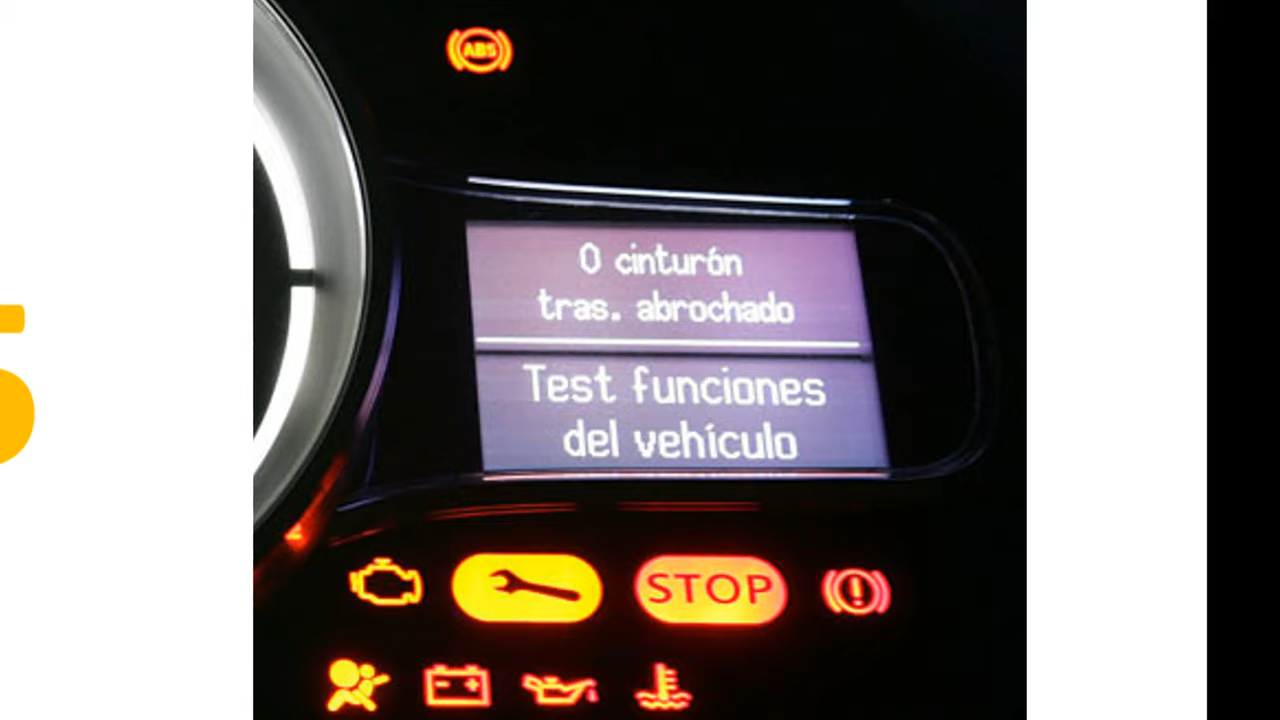 ABS
0 cinturón
tras. abrochado
Test funciones
del vehículo
STOP